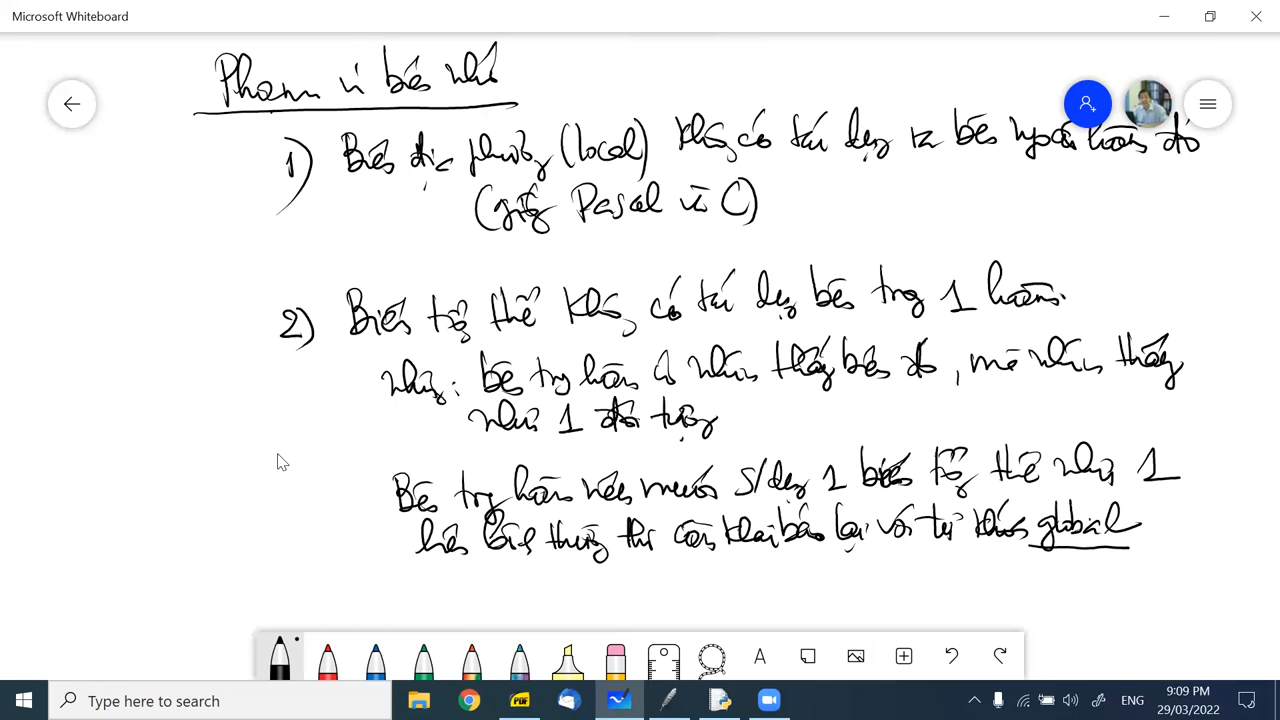 Microsoft Whiteboard
Phạm vi bộ nhớ
1) Biến địa phương (local) không có tác dụng ra bên ngoài hàm đó
(giống Pascal và C)
2) Biến tổng thể không có tác dụng bên trong 1 hàm.
nhưng: bên trong hàm có nhìn thấy biến đó, mà nhìn thấy
như 1 đối tượng
Bên trong hàm nếu muốn s/dụng 1 biến tổng thể như 1
biến bình thường thì cần khai báo lại với từ khóa global
A
Type here to search
PDF
ENG
9:09 PM
29/03/2022